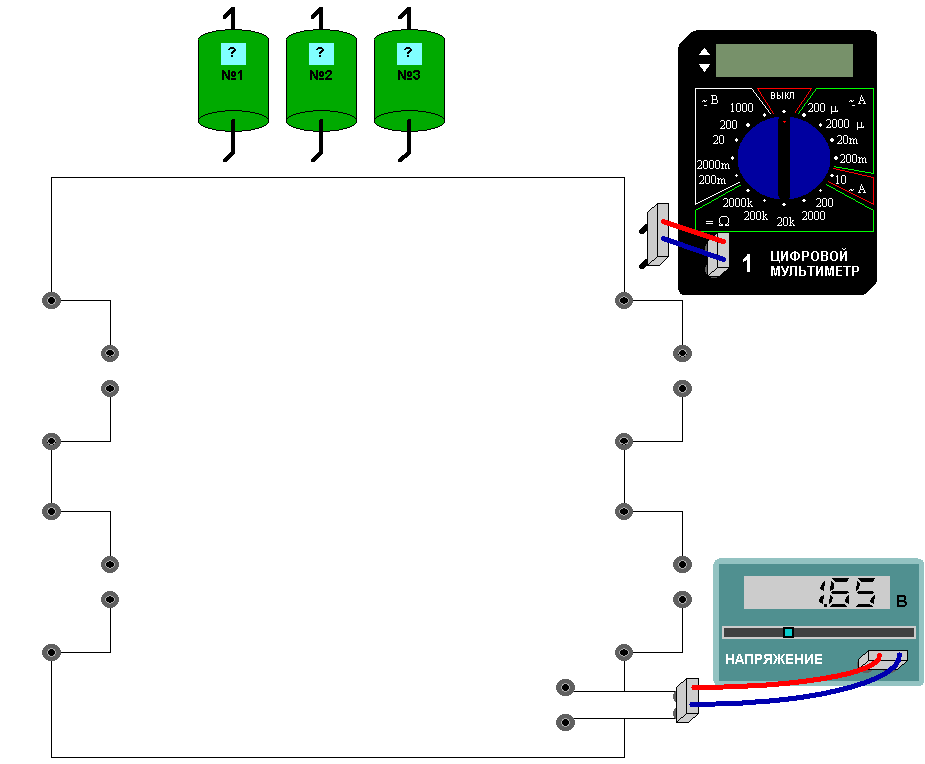 ? ? ?
№1 №2 №3
ВЫКЛ
~ В 1000 200 μ ~ А
200 2000 μ
20 20m
2000m 200m
200m 10 ~ А
2000k 200
200k 20k 2000
= Ω
1 ЦИФРОВОЙ
МУЛЬТИМЕТР
1.65 В
НАПРЯЖЕНИЕ